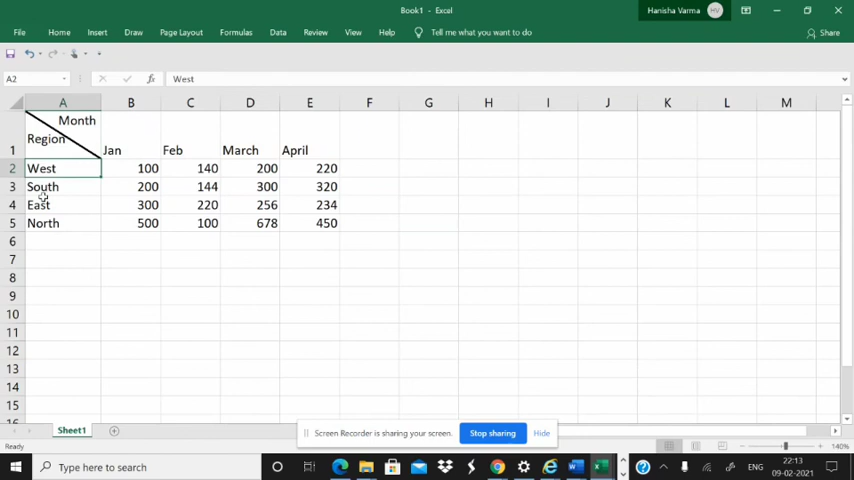 Book1 - Excel
Hanisha Varma HV
File Home Insert Draw Page Layout Formulas Data Review View Help Tell me what you want to do Share
A2 fx West
A B C D E F G H I J K L M
Month
Region
1 Jan Feb March April
2 West 100 140 200 220
3 South 200 144 300 320
4 East 300 220 256 234
5 North 500 100 678 450
6
7
8
9
10
11
12
13
14
15
Sheet1
Screen Recorder is sharing your screen. Stop sharing Hide
Ready 140%
Type here to search ENG 22:13
09-02-2021